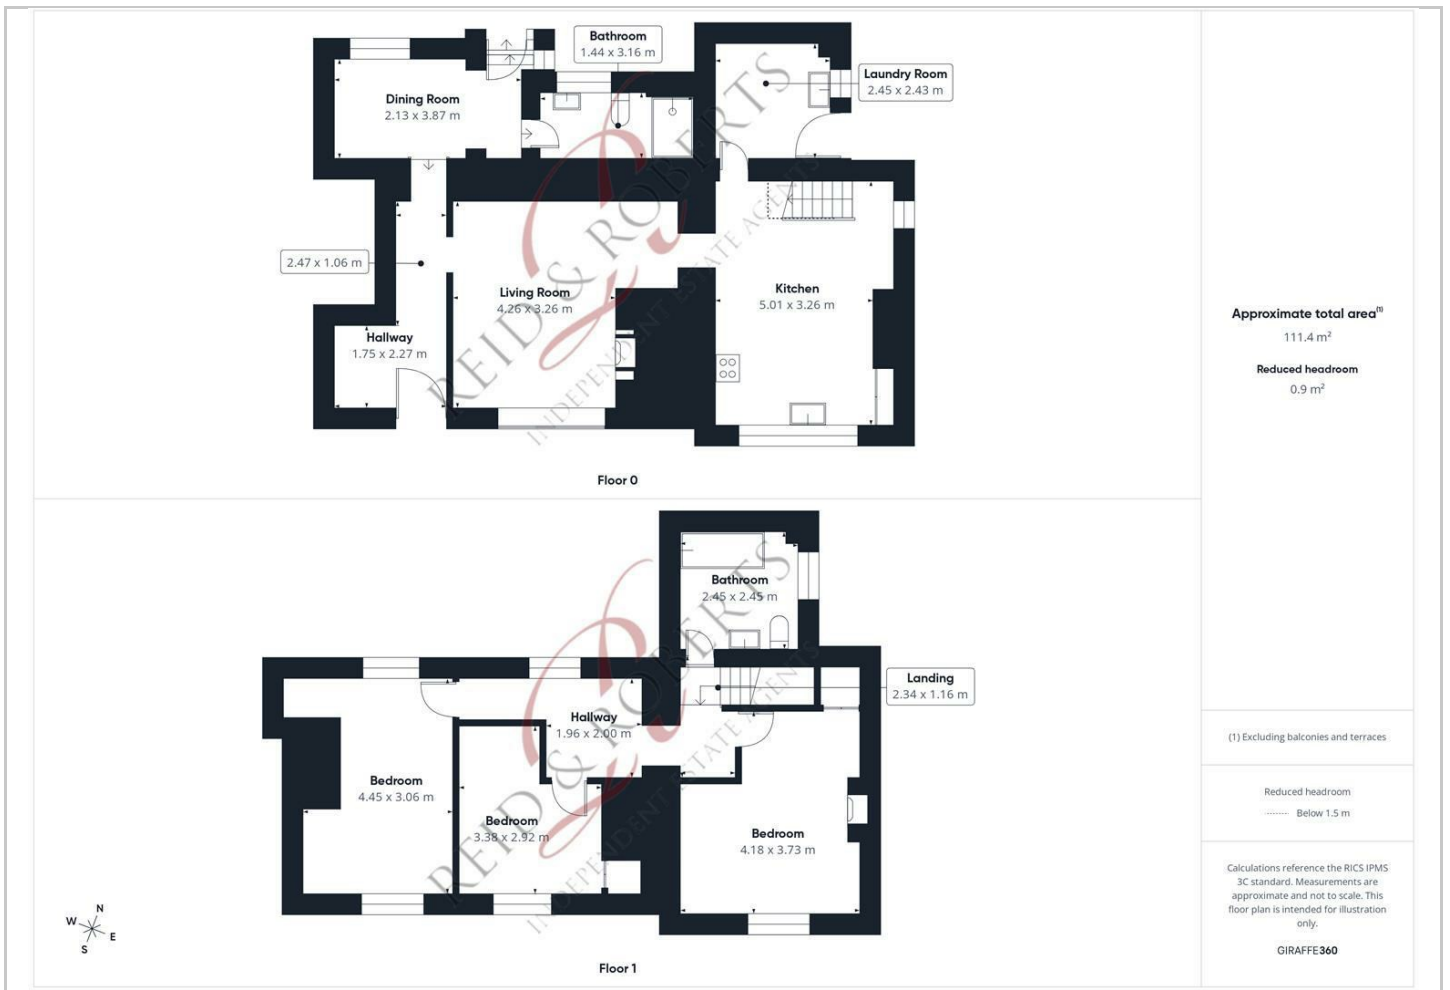 Bathroom
1.44 x 3.16 m
Laundry Room
2.45 x 2.43 m
Dining Room
2.13 x 3.87 m
2.47 x 1.06 m
Living Room
4.26 x 3.26 m
Kitchen
5.01 x 3.26 m
Hallway
1.75 x 2.27 m
REID & ROBERTS
INDEPENDENT ESTATE AGENTS
Floor 0
Approximate total area(1)
111.4 m²
Reduced headroom
0.9 m²
Bathroom
2.45 x 2.45 m
Landing
2.34 x 1.16 m
Hallway
1.96 x 2.00 m
Bedroom
4.45 x 3.06 m
Bedroom
3.38 x 2.92 m
Bedroom
4.18 x 3.73 m
REID & ROBERTS
INDEPENDENT ESTATE AGENTS
N
W
E
S
Floor 1
(1) Excluding balconies and terraces
Reduced headroom
Below 1.5 m
Calculations reference the RICS IPMS
3C standard. Measurements are
approximate and not to scale. This
floor plan is intended for illustration
only.
GIRAFFE360